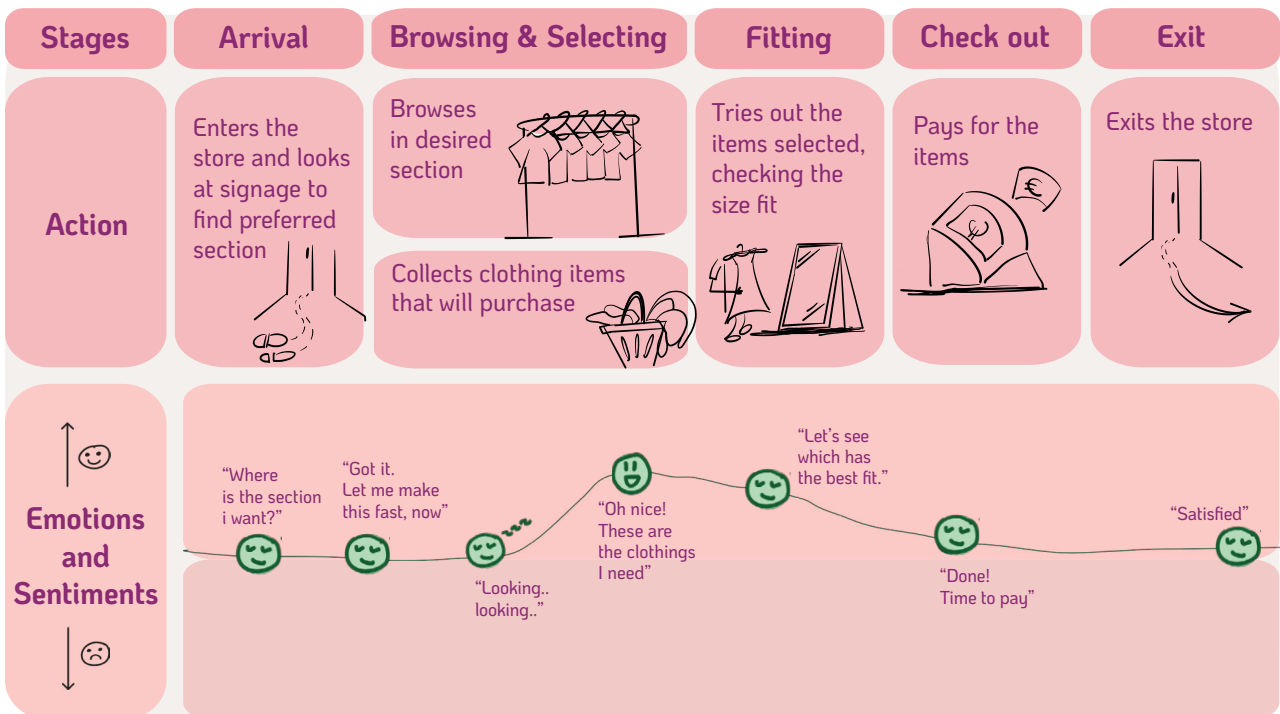 Stages
Arrival
Browsing & Selecting
Fitting
Check out
Exit
Action
Enters the
store and looks
at signage to
find preferred
section
Browses
in desired
section
Collects clothing items
that will purchase
Tries out the
items selected,
checking the
size fit
Pays for the
items
€
Exits the store
Emotions
and
Sentiments
“Where
is the section
i want?”
“Got it.
Let me make
this fast, now”
“Looking..
looking..”
“Oh nice!
These are
the clothings
I need”
“Let’s see
which has
the best fit.”
“Done!
Time to pay”
“Satisfied”